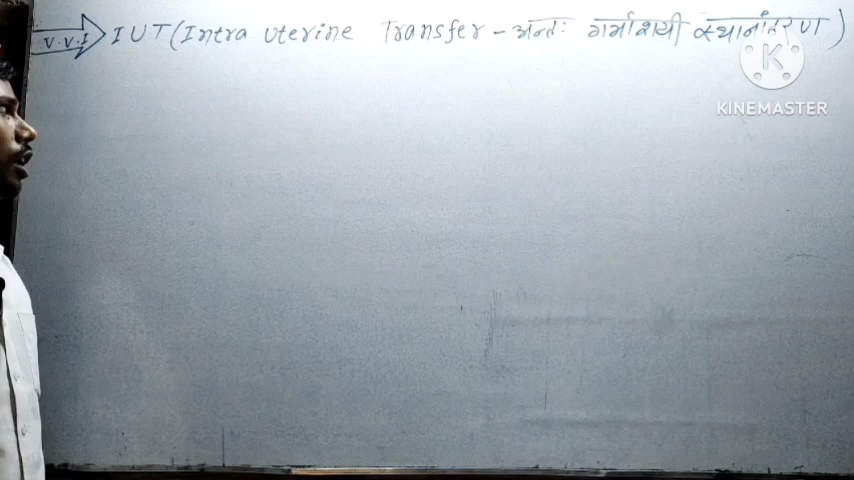 V.V.I IUT (Intra uterine Transfer - अन्तः गर्भाशयी स्थानांतरण)
K
KINEMASTER